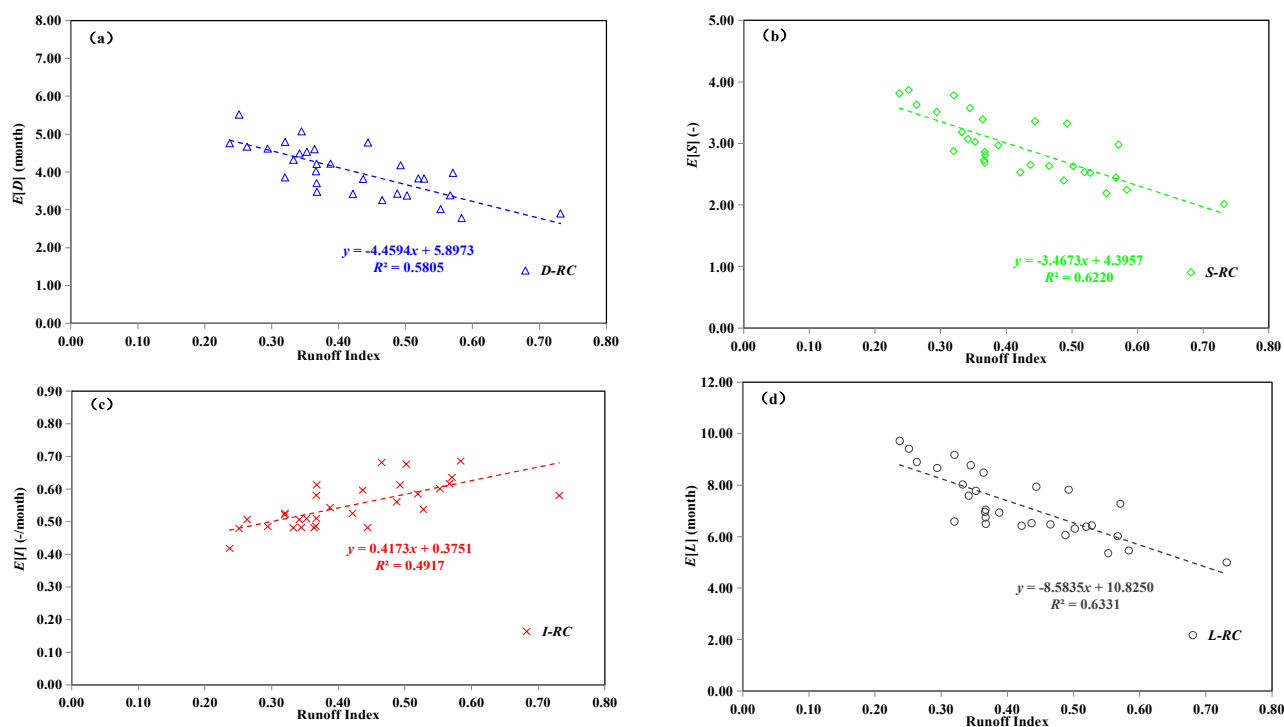 (a)
8.00
7.00
6.00
5.00
4.00
3.00
2.00
1.00
0.00
E[D] (month)
y = -4.4594x + 5.8973
R² = 0.5805
D-RC
0.00 0.10 0.20 0.30 0.40 0.50 0.60 0.70 0.80
Runoff Index
(b)
5.00
4.00
3.00
2.00
1.00
0.00
E[S] (-)
y = -3.4673x + 4.3957
R² = 0.6220
S-RC
0.00 0.10 0.20 0.30 0.40 0.50 0.60 0.70 0.80
Runoff Index
(c)
0.90
0.80
0.70
0.60
0.50
0.40
0.30
0.20
0.10
0.00
E[I] (-/month)
y = 0.4173x + 0.3751
R² = 0.4917
I-RC
0.00 0.10 0.20 0.30 0.40 0.50 0.60 0.70 0.80
Runoff Index
(d)
12.00
10.00
8.00
6.00
4.00
2.00
0.00
E[L] (month)
y = -8.5835x + 10.8250
R² = 0.6331
L-RC
0.00 0.10 0.20 0.30 0.40 0.50 0.60 0.70 0.80
Runoff Index